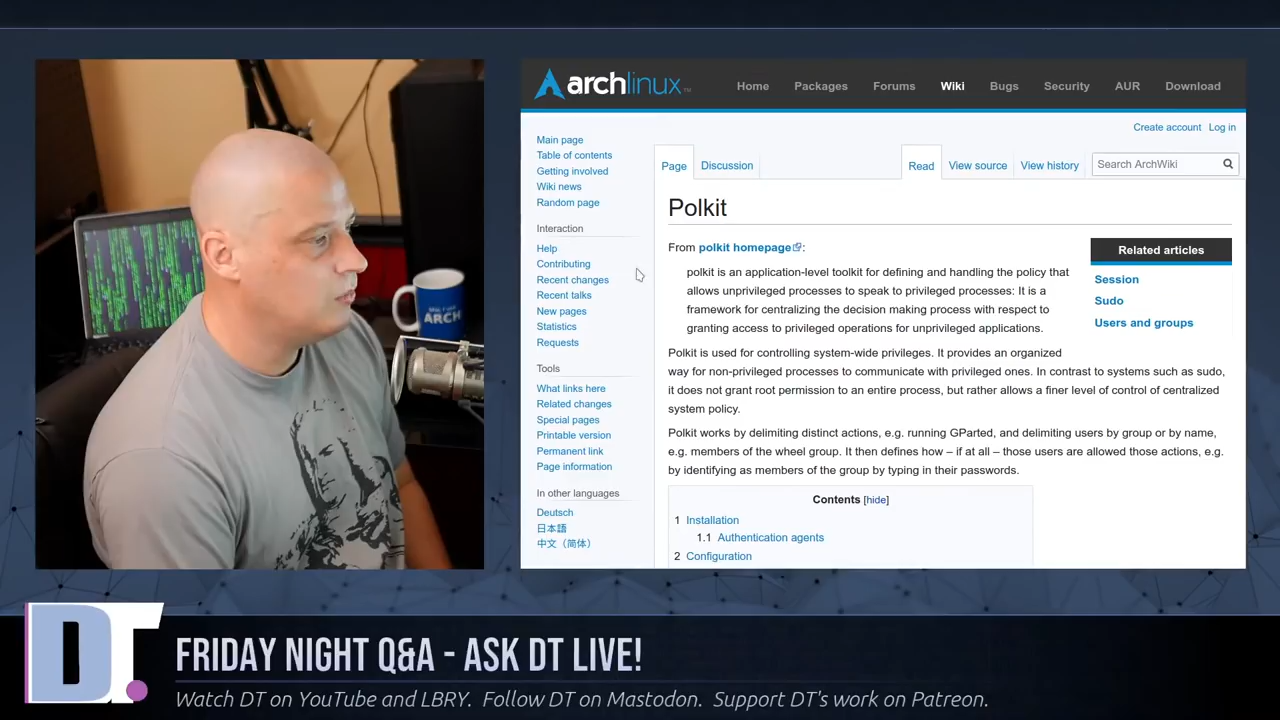 archlinux
Home Packages Forums Wiki Bugs Security AUR Download
Create account Log in
Main page
Table of contents
Getting involved
Wiki news
Random page
Interaction
Help
Contributing
Recent changes
Recent talks
New pages
Statistics
Requests
Tools
What links here
Related changes
Special pages
Printable version
Permanent link
Page information
In other languages
Deutsch
日本語
中文（简体）
Page Discussion Read View source View history Search ArchWiki
Polkit
From polkit homepage:
polkit is an application-level toolkit for defining and handling the policy that
allows unprivileged processes to speak to privileged processes: It is a
framework for centralizing the decision making process with respect to
granting access to privileged operations for unprivileged applications.
Related articles
Session
Sudo
Users and groups
Polkit is used for controlling system-wide privileges. It provides an organized
way for non-privileged processes to communicate with privileged ones. In contrast to systems such as sudo,
it does not grant root permission to an entire process, but rather allows a finer level of control of centralized
system policy.
Polkit works by delimiting distinct actions, e.g. running GParted, and delimiting users by group or by name,
e.g. members of the wheel group. It then defines how – if at all – those users are allowed those actions, e.g.
by identifying as members of the group by typing in their passwords.
Contents [hide]
1 Installation
1.1 Authentication agents
2 Configuration
ARCH
DT.
FRIDAY NIGHT Q&A - ASK DT LIVE!
Watch DT on YouTube and LBRY. Follow DT on Mastodon. Support DT's work on Patreon.